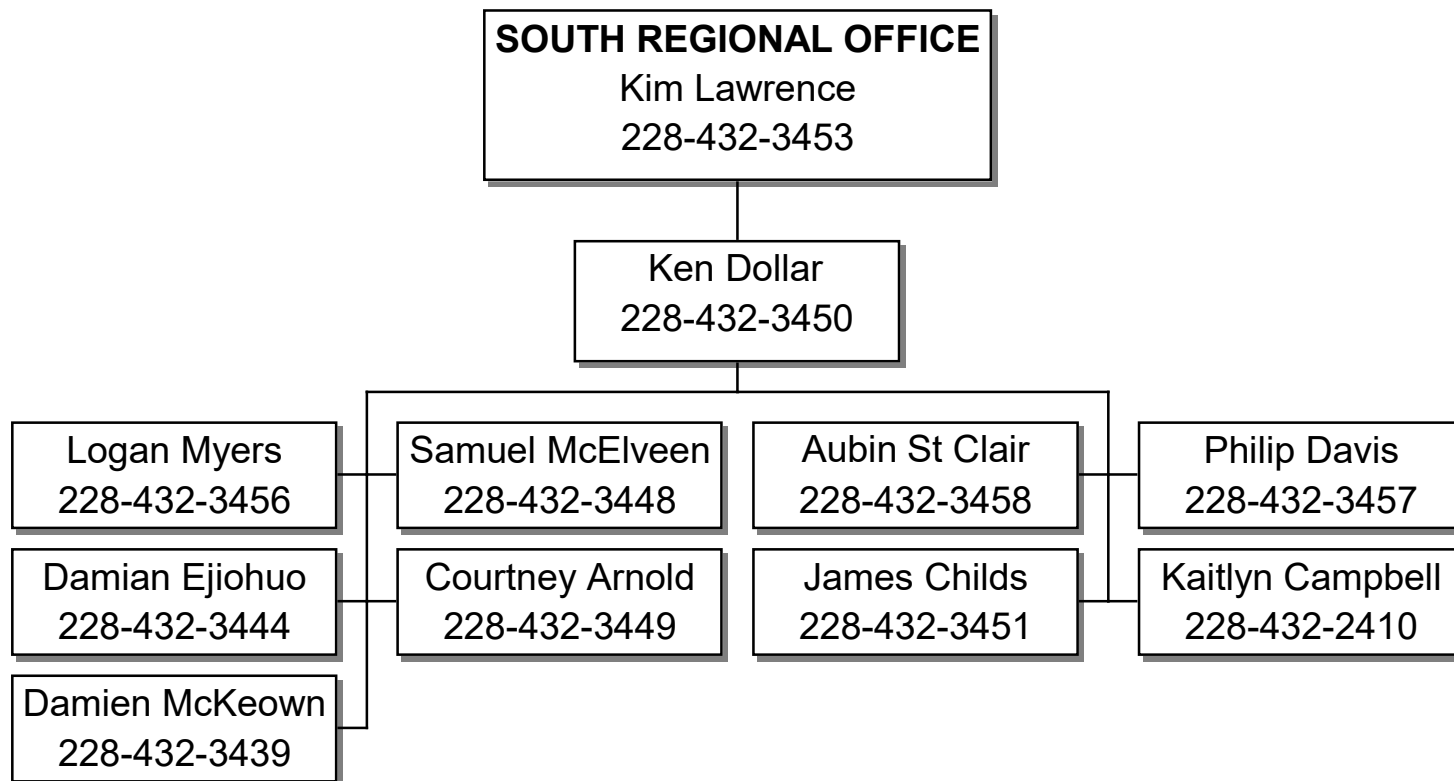 SOUTH REGIONAL OFFICE
Kim Lawrence
228-432-3453
Ken Dollar
228-432-3450
Logan Myers
228-432-3456
Samuel McElveen
228-432-3448
Aubin St Clair
228-432-3458
Philip Davis
228-432-3457
Damian Ejiohuo
228-432-3444
Courtney Arnold
228-432-3449
James Childs
228-432-3451
Kaitlyn Campbell
228-432-2410
Damien McKeown
228-432-3439